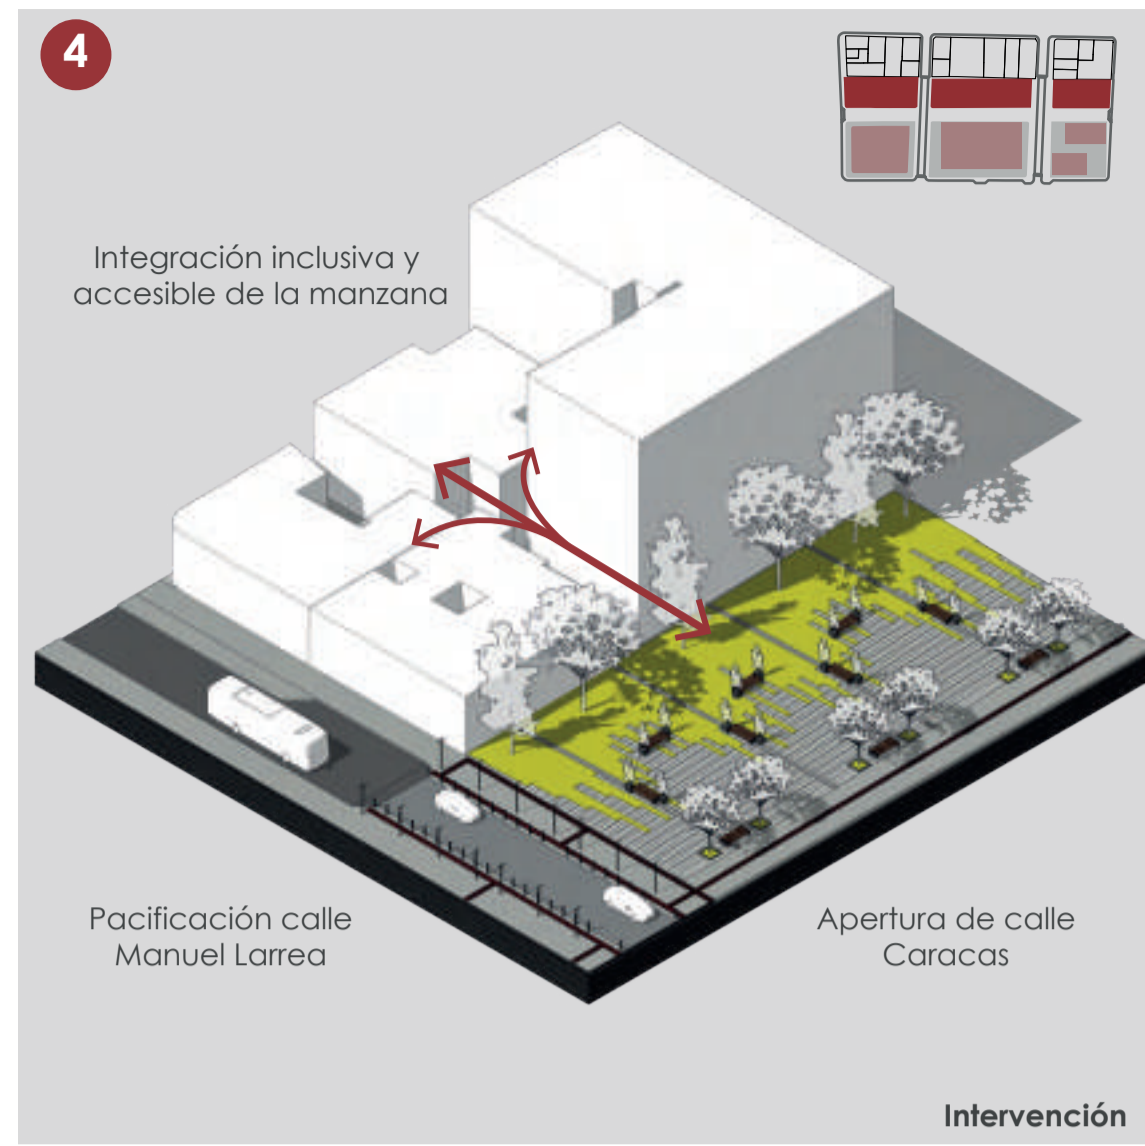 4
Integración inclusiva y
accesible de la manzana
Pacificación calle
Manuel Larrea
Apertura de calle
Caracas
Intervención